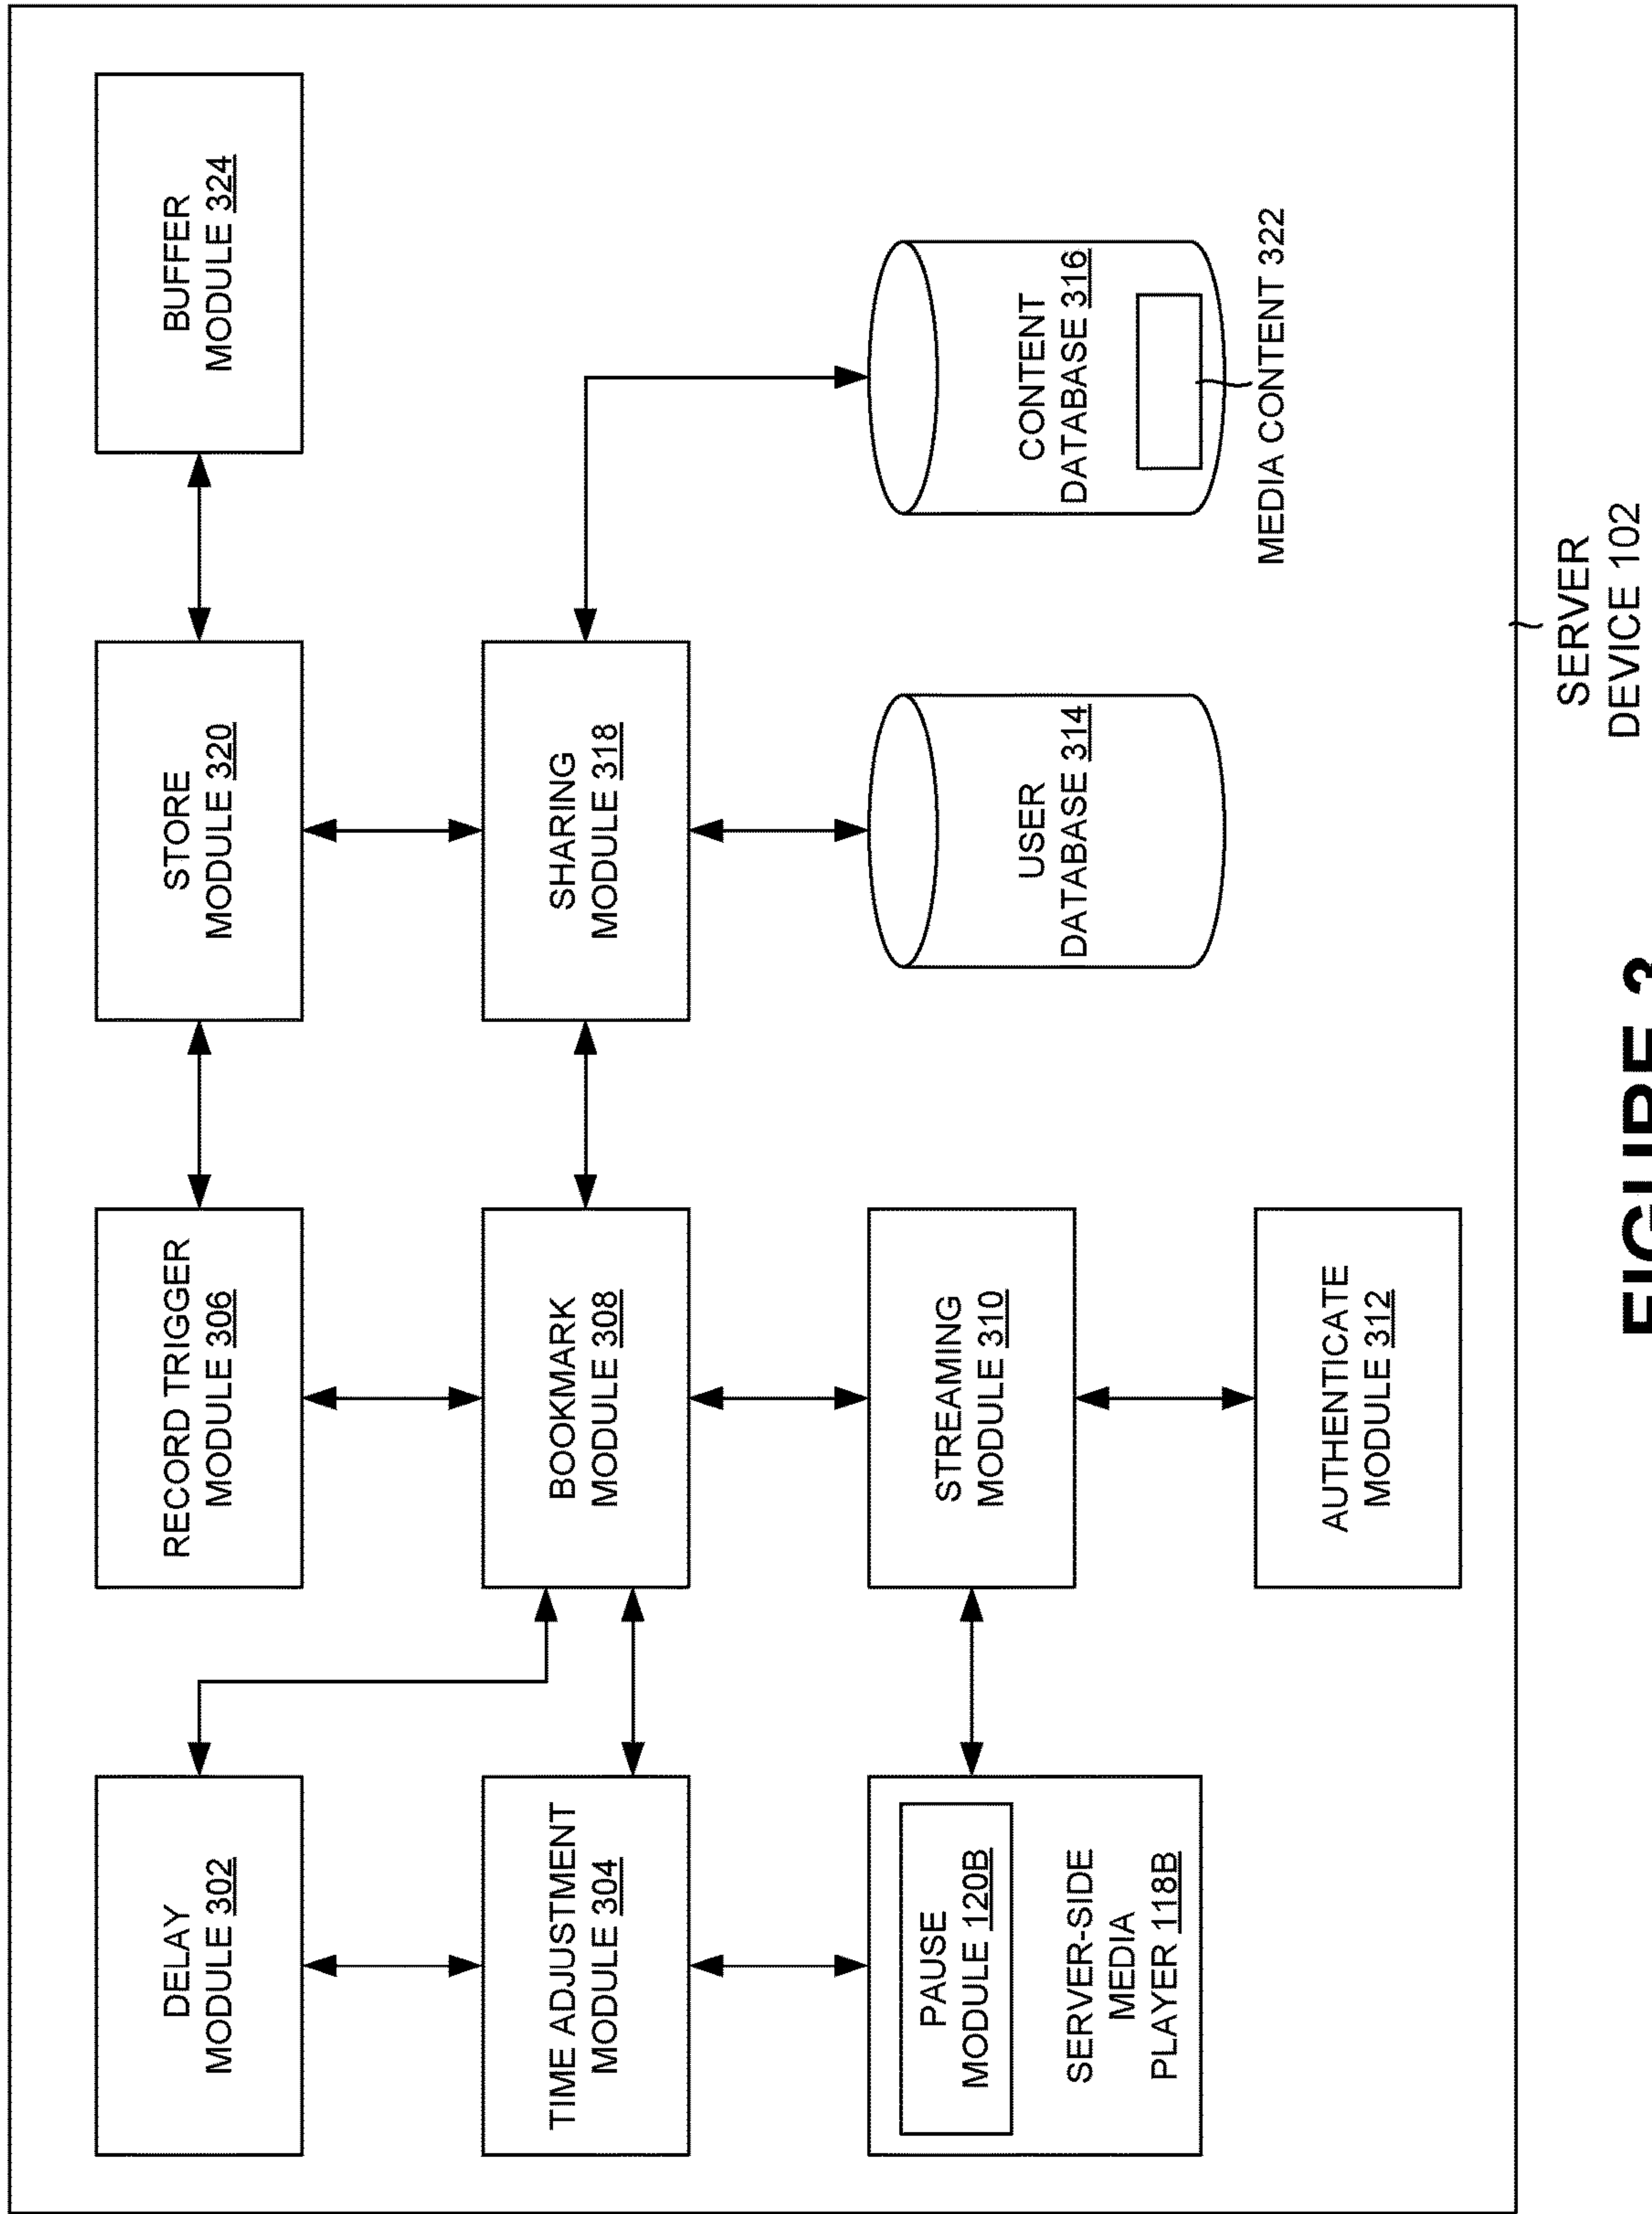 DELAY
MODULE 302
RECORD TRIGGER
MODULE 306
STORE
MODULE 320
BUFFER
MODULE 324
TIME ADJUSTMENT
MODULE 304
BOOKMARK
MODULE 308
SHARING
MODULE 318
PAUSE
MODULE 120B
SERVER-SIDE
MEDIA
PLAYER 118B
STREAMING
MODULE 310
USER
DATABASE 314
CONTENT
DATABASE 316
MEDIA CONTENT 322
AUTHENTICATE
MODULE 312
SERVER
DEVICE 102
FIGURE 3